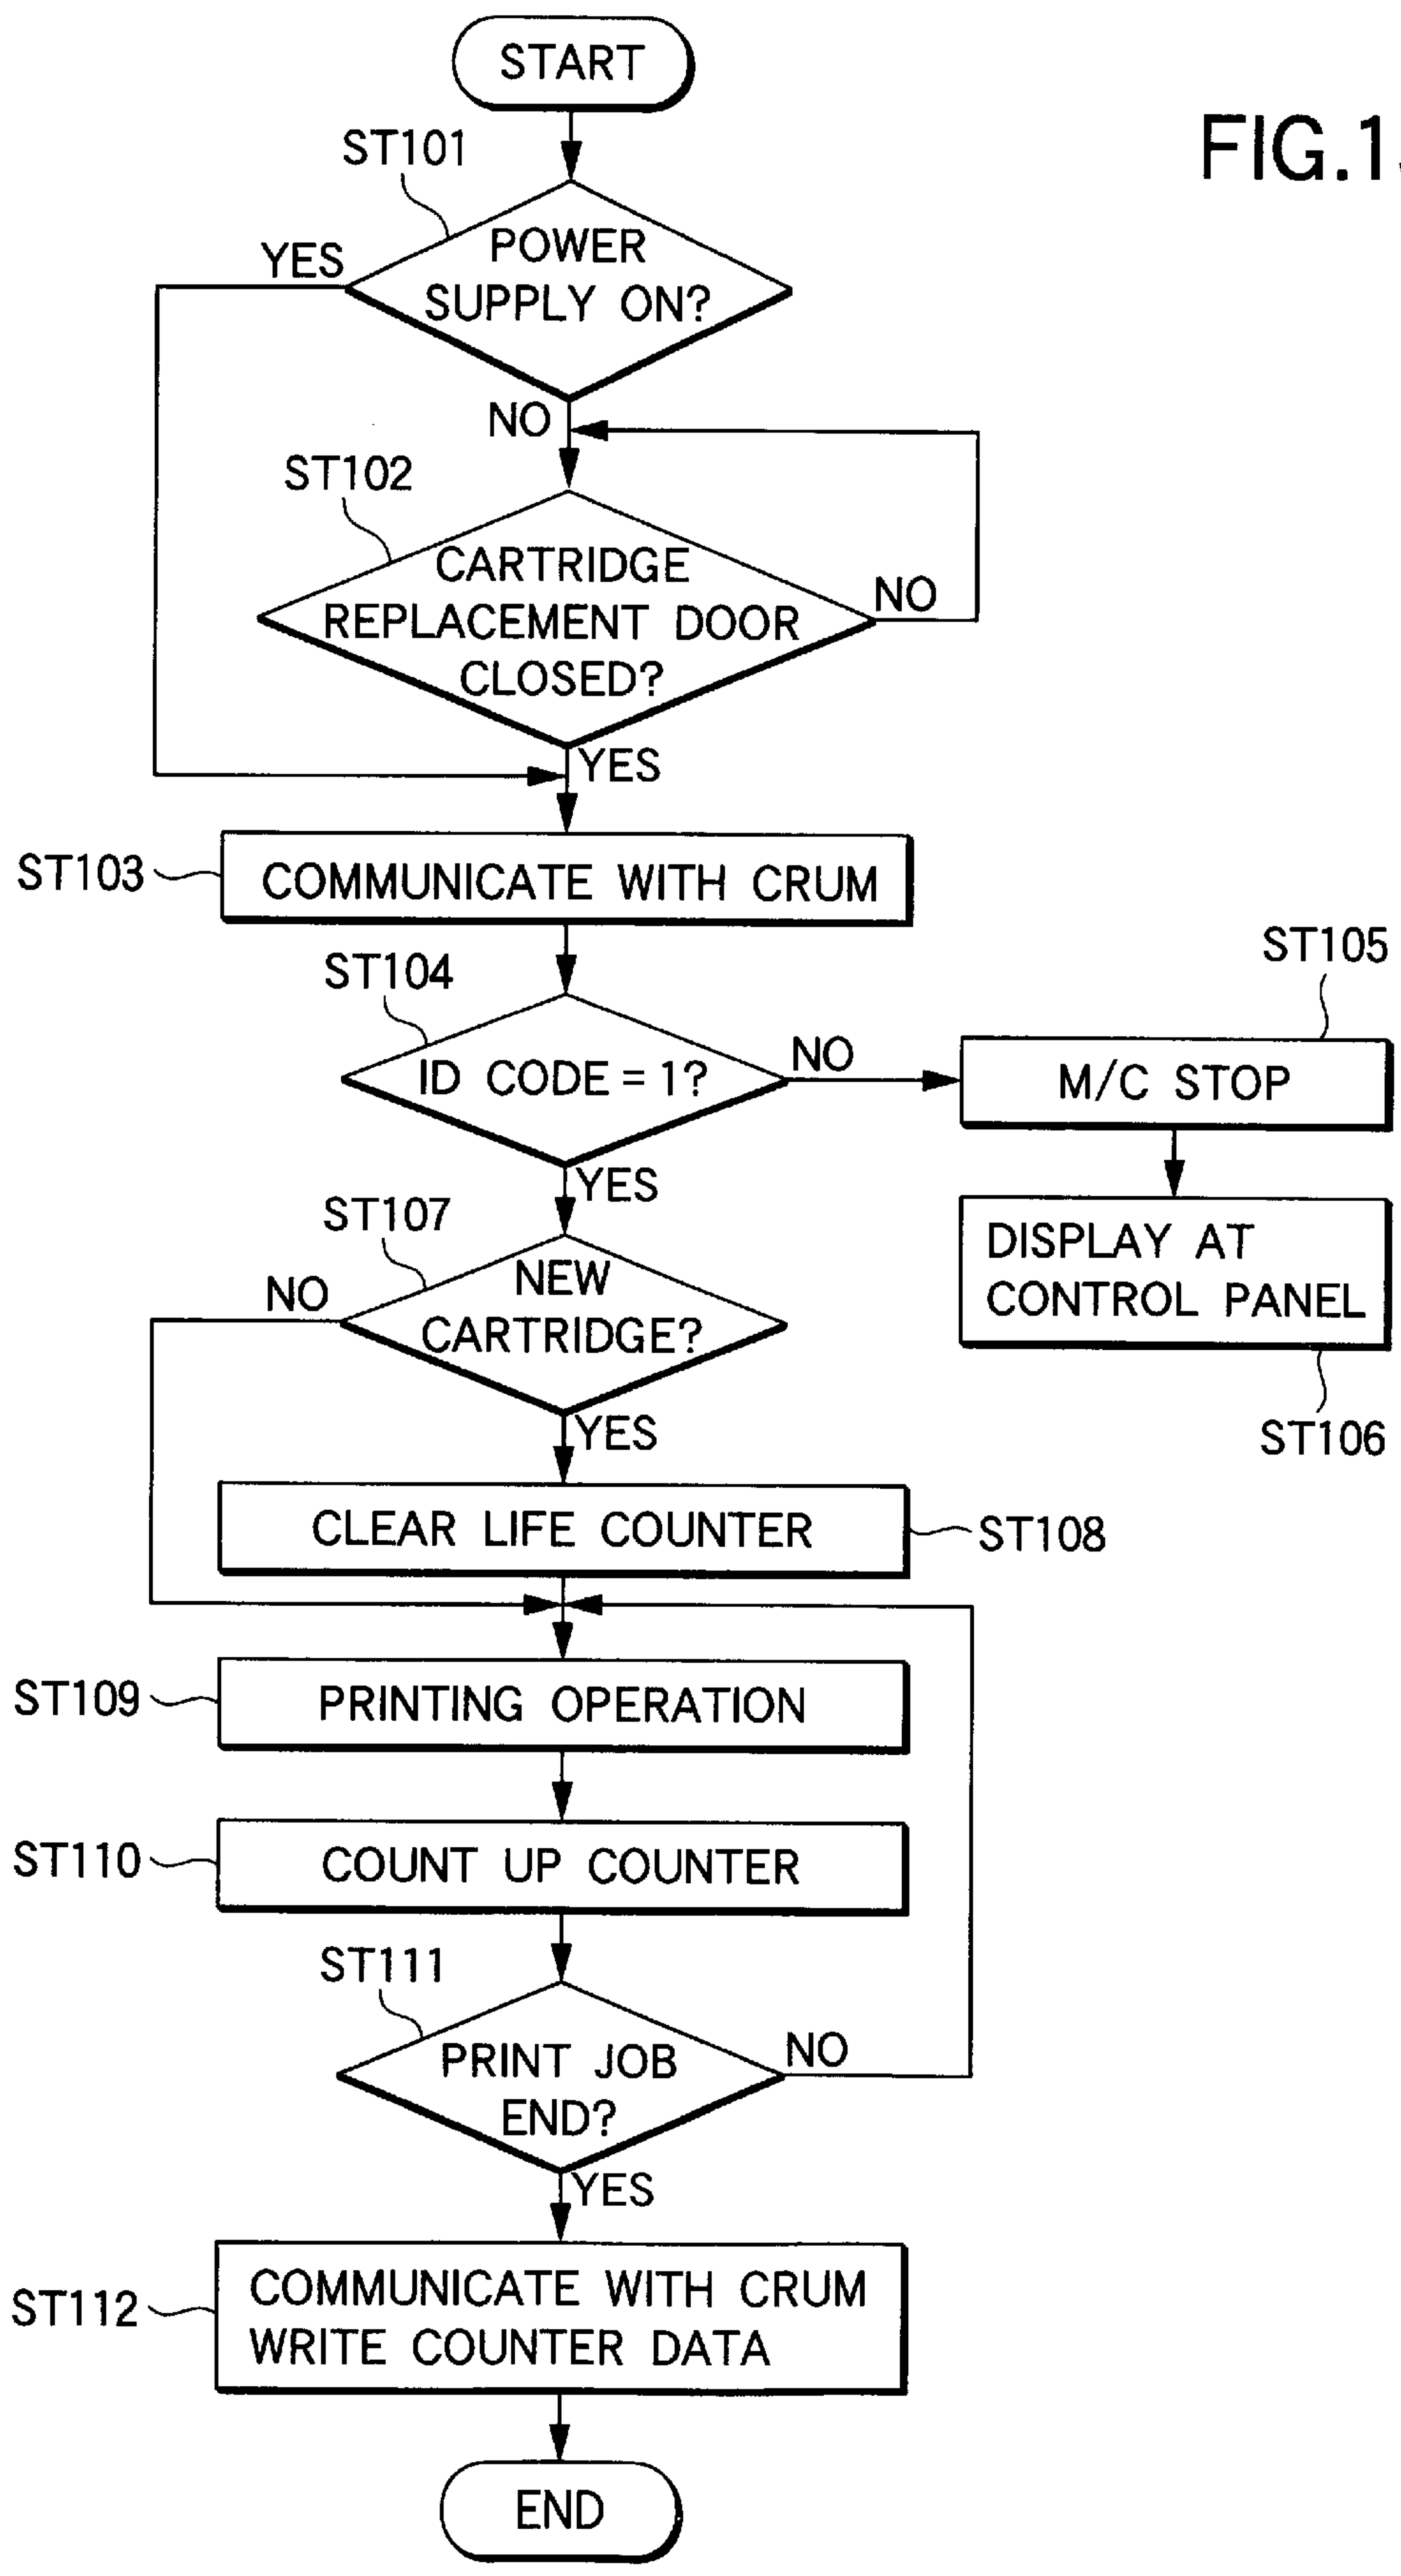 START
FIG.1
ST101
POWER
SUPPLY ON?
YES
NO
ST102
CARTRIDGE
REPLACEMENT DOOR
CLOSED?
NO
YES
ST103
COMMUNICATE WITH CRUM
ST104
ID CODE = 1?
NO
YES
ST105
M/C STOP
DISPLAY AT
CONTROL PANEL
ST106
ST107
NEW
CARTRIDGE?
NO
YES
CLEAR LIFE COUNTER
ST108
ST109
PRINTING OPERATION
ST110
COUNT UP COUNTER
ST111
PRINT JOB
END?
NO
YES
ST112
COMMUNICATE WITH CRUM
WRITE COUNTER DATA
END